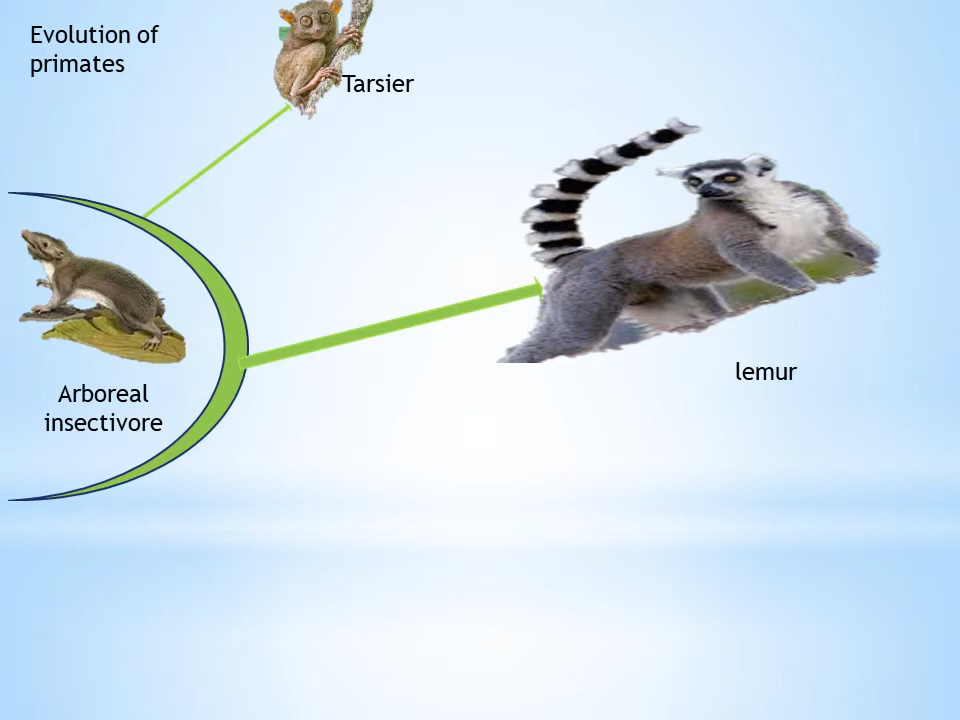 Evolution of
primates
Tarsier
lemur
Arboreal
insectivore